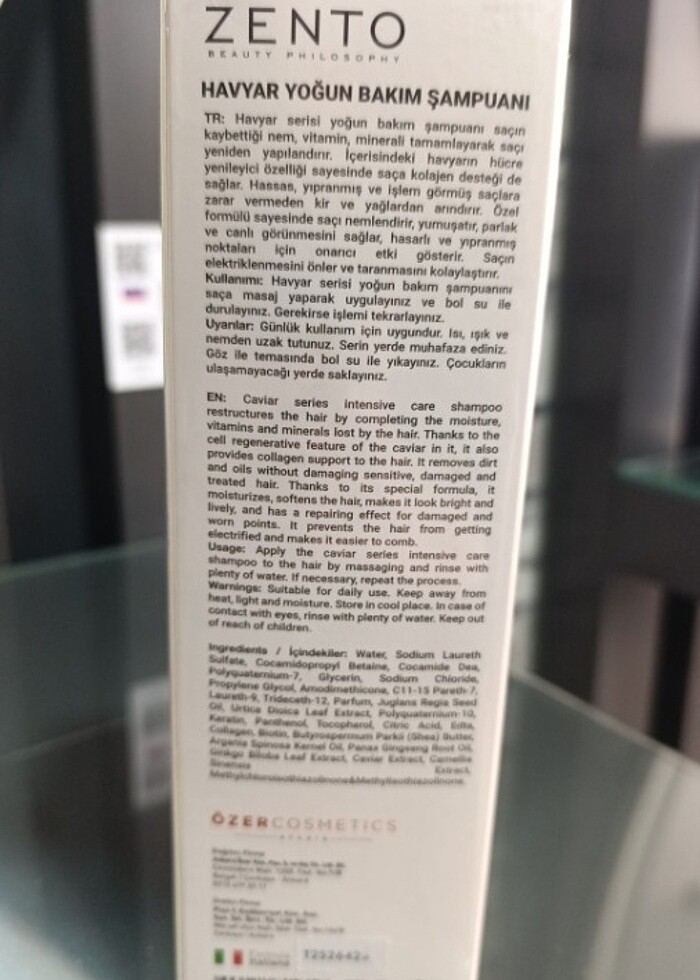 ZENTO
BEAUTY PHILOSOPHY
HAVYAR YOĞUN BAKIM ŞAMPUANI
TR: Havyar serisi yoğun bakım şampuanı saçın
kaybettiği nem, vitamin, minerali tamamlayarak saçı
yeniden yapılandırır. İçerisindeki havyarın hücre
yenileyici özelliği sayesinde saça kolajen desteği de
sağlar. Hassas, yıpranmış ve işlem görmüş saçlara
zarar vermeden kir ve yağlardan arındırır. Özel
formülü sayesinde saçı nemlendirir, yumuşatır, parlak
ve canlı görünmesini sağlar, hasarlı ve yıpranmış
noktaları için onarıcı etki gösterir. Saçın
elektriklenmesini önler ve taranmasını kolaylaştırır.
Kullanımı: Havyar serisi yoğun bakım şampuanını
saça masaj yaparak uygulayınız ve bol su ile
durulayınız. Gerekirse işlemi tekrarlayınız.
Uyarılar: Günlük kullanım için uygundur. Isı, ışık ve
nemden uzak tutunuz. Serin yerde muhafaza ediniz.
Göz ile temasında bol su ile yıkayınız. Çocukların
ulaşamayacağı yerde saklayınız.
EN: Caviar series intensive care shampoo
restructures the hair by completing the moisture,
vitamins and minerals lost by the hair. Thanks to the
cell regenerative feature of the caviar in it, it also
provides collagen support to the hair. It removes dirt
and oils without damaging sensitive, damaged and
treated hair. Thanks to its special formula, it
moisturizes, softens the hair, makes it look bright and
lively, and has a repairing effect for damaged and
worn points. It prevents the hair from getting
electrified and makes it easier to comb.
Usage: Apply the caviar series intensive care
shampoo to the hair by massaging and rinse with
plenty of water. If necessary, repeat the process.
Warnings: Suitable for daily use. Keep away from
heat, light and moisture. Store in cool place. In case of
contact with eyes, rinse with plenty of water. Keep out
of reach of children.
Ingredients / İçindekiler: Water, Sodium Laureth
Sulfate, Cocamidopropyl Betaine, Cocamide Dea,
Polyquaternium-7, Glycerin, Sodium Chloride,
Propylene Glycol, Amodimethicone, C11-15 Pareth-7,
Laureth-9, Trideceth-12, Parfum, Juglans Regia Seed
Oil, Urtica Dioica Leaf Extract, Polyquaternium-10,
Keratin, Panthenol, Tocopherol, Citric Acid, Edta,
Collagen, Biotin, Butyrospermum Parkii (Shea) Butter,
Argania Spinosa Kernel Oil, Panax Gingseng Root Oil,
Ginkgo Biloba Leaf Extract, Caviar Extract, Camellia
Sinensis Extract,
Methylchloroisothiazolinone&Methylisothiazolinone.
ÖZERCOSMETICS